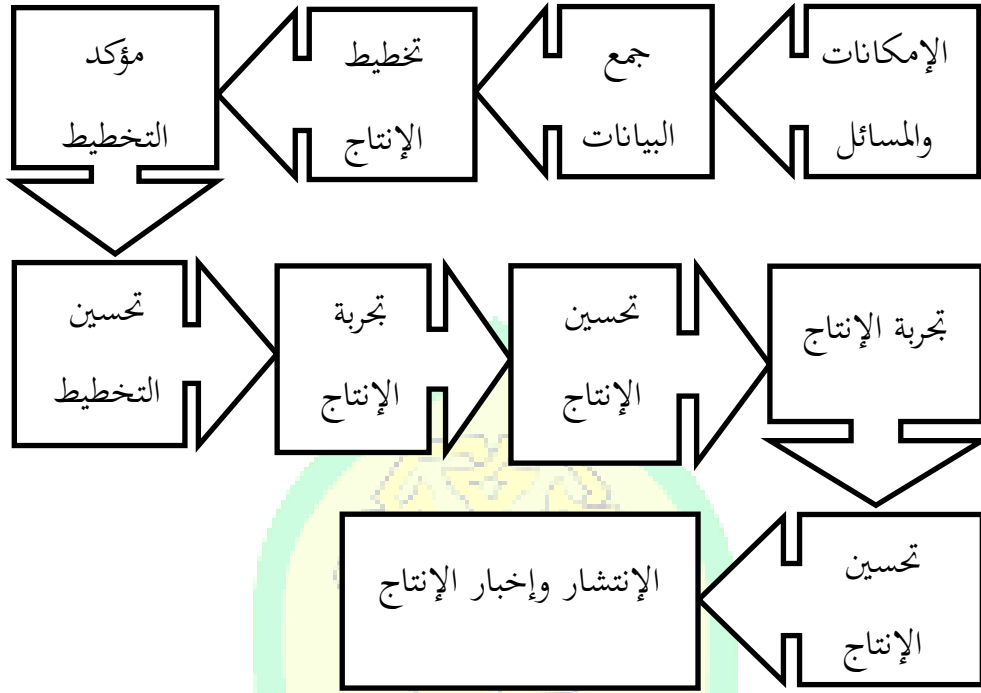 الإمكانات
والمسائل
جمع
البيانات
تخطيط
الإنتاج
مؤكد
التخطيط
تحسين
التخطيط
تجربة
الإنتاج
تحسين
الإنتاج
تجربة الإنتاج
تحسين
الإنتاج
الإنتشار وإخبار الإنتاج